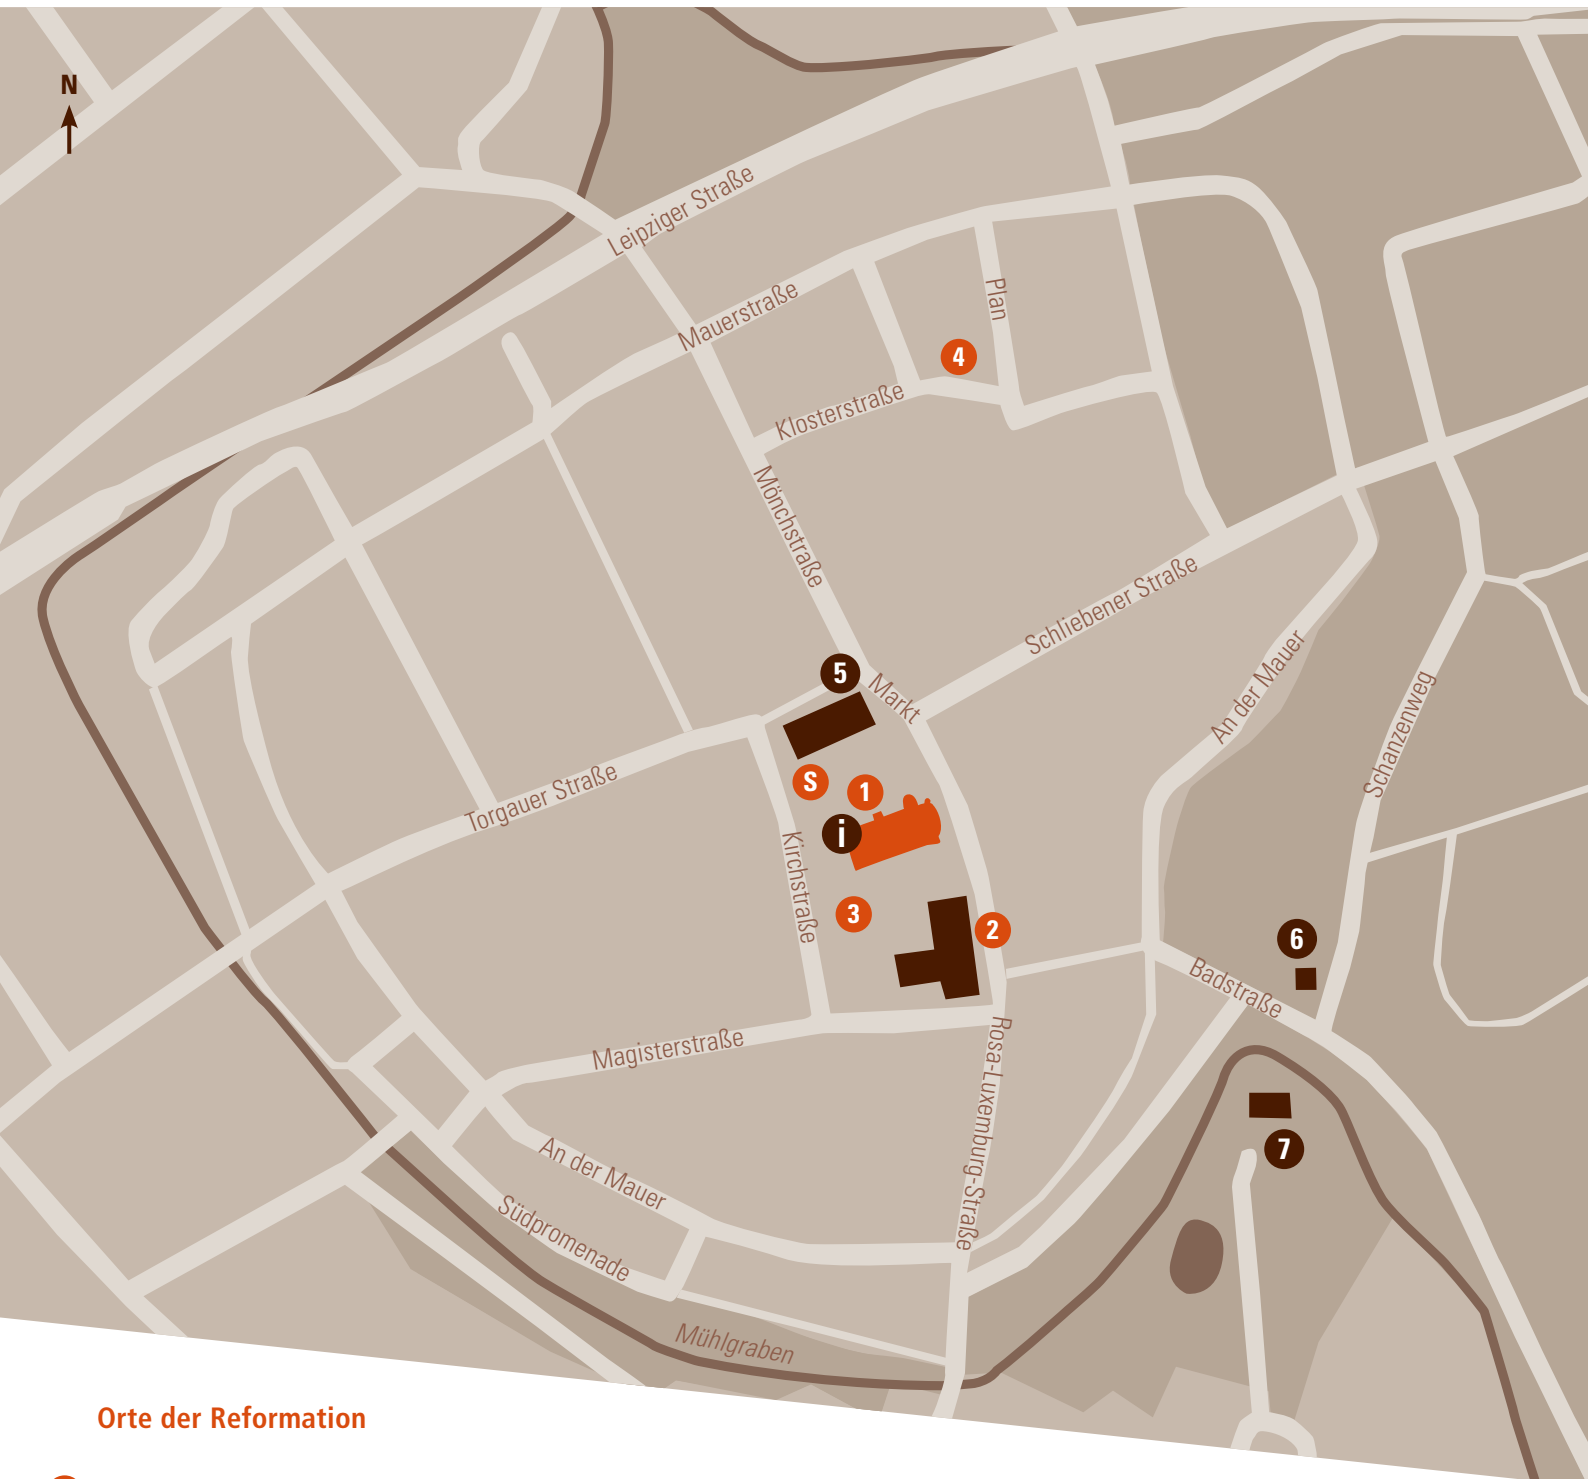 N
Leipziger Straße
Mauerstraße
Plan
4
Klosterstraße
Mönchstraße
Schliebener Straße
An der Mauer
5
Markt
Schanzenweg
S
1
Torgauer Straße
i
Kirchstraße
3
2
6
Badstraße
Magisterstraße
Rosa-Luxemburg-Straße
7
An der Mauer
Südpromenade
Mühlgraben
Orte der Reformation